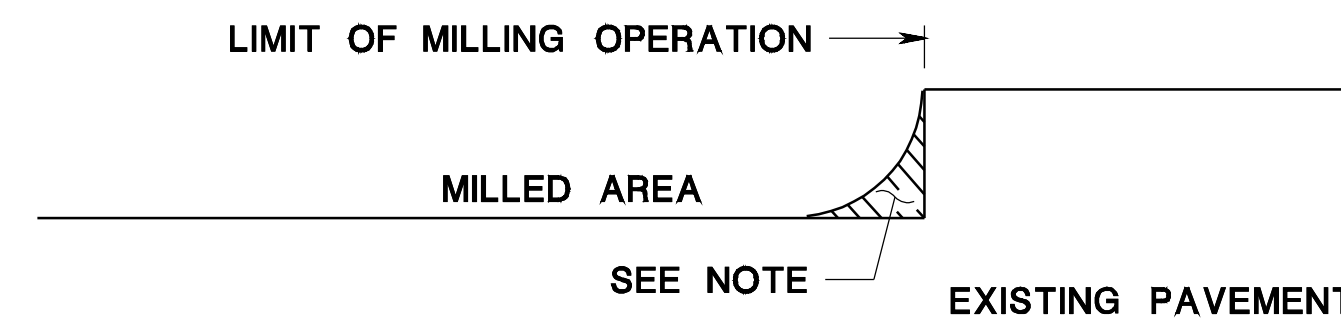 LIMIT OF MILLING OPERATION
MILLED AREA
SEE NOTE
EXISTING PAVEMENT